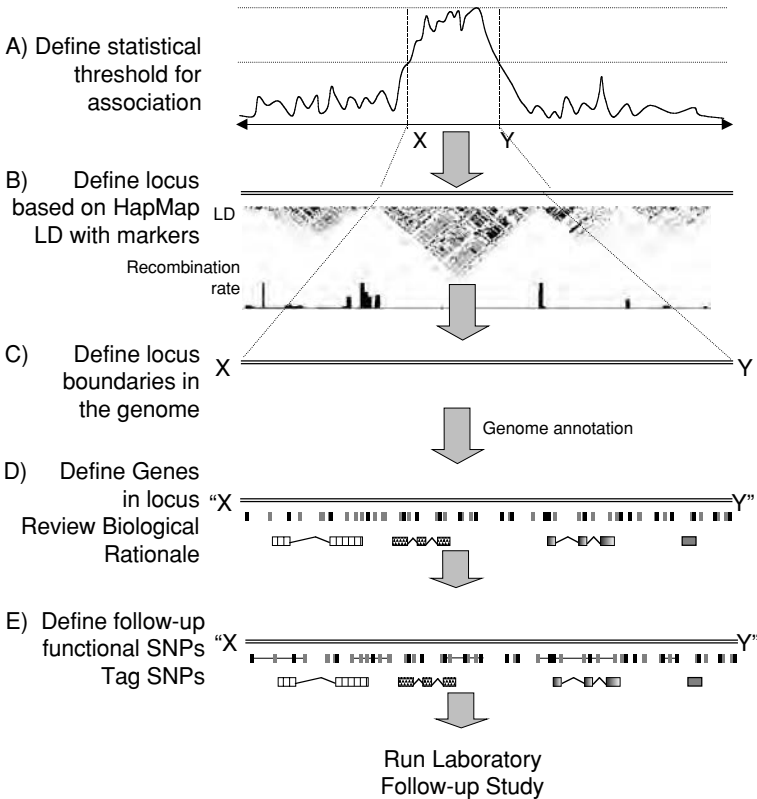 A) Define statistical
threshold for
association
X Y
B) Define locus
based on HapMap
LD with markers
LD
Recombination
rate
C) Define locus
boundaries in
the genome
X Y
Genome annotation
D) Define Genes
in locus
Review Biological
Rationale
“X Y”
E) Define follow-up
functional SNPs
Tag SNPs
“X Y”
Run Laboratory
Follow-up Study